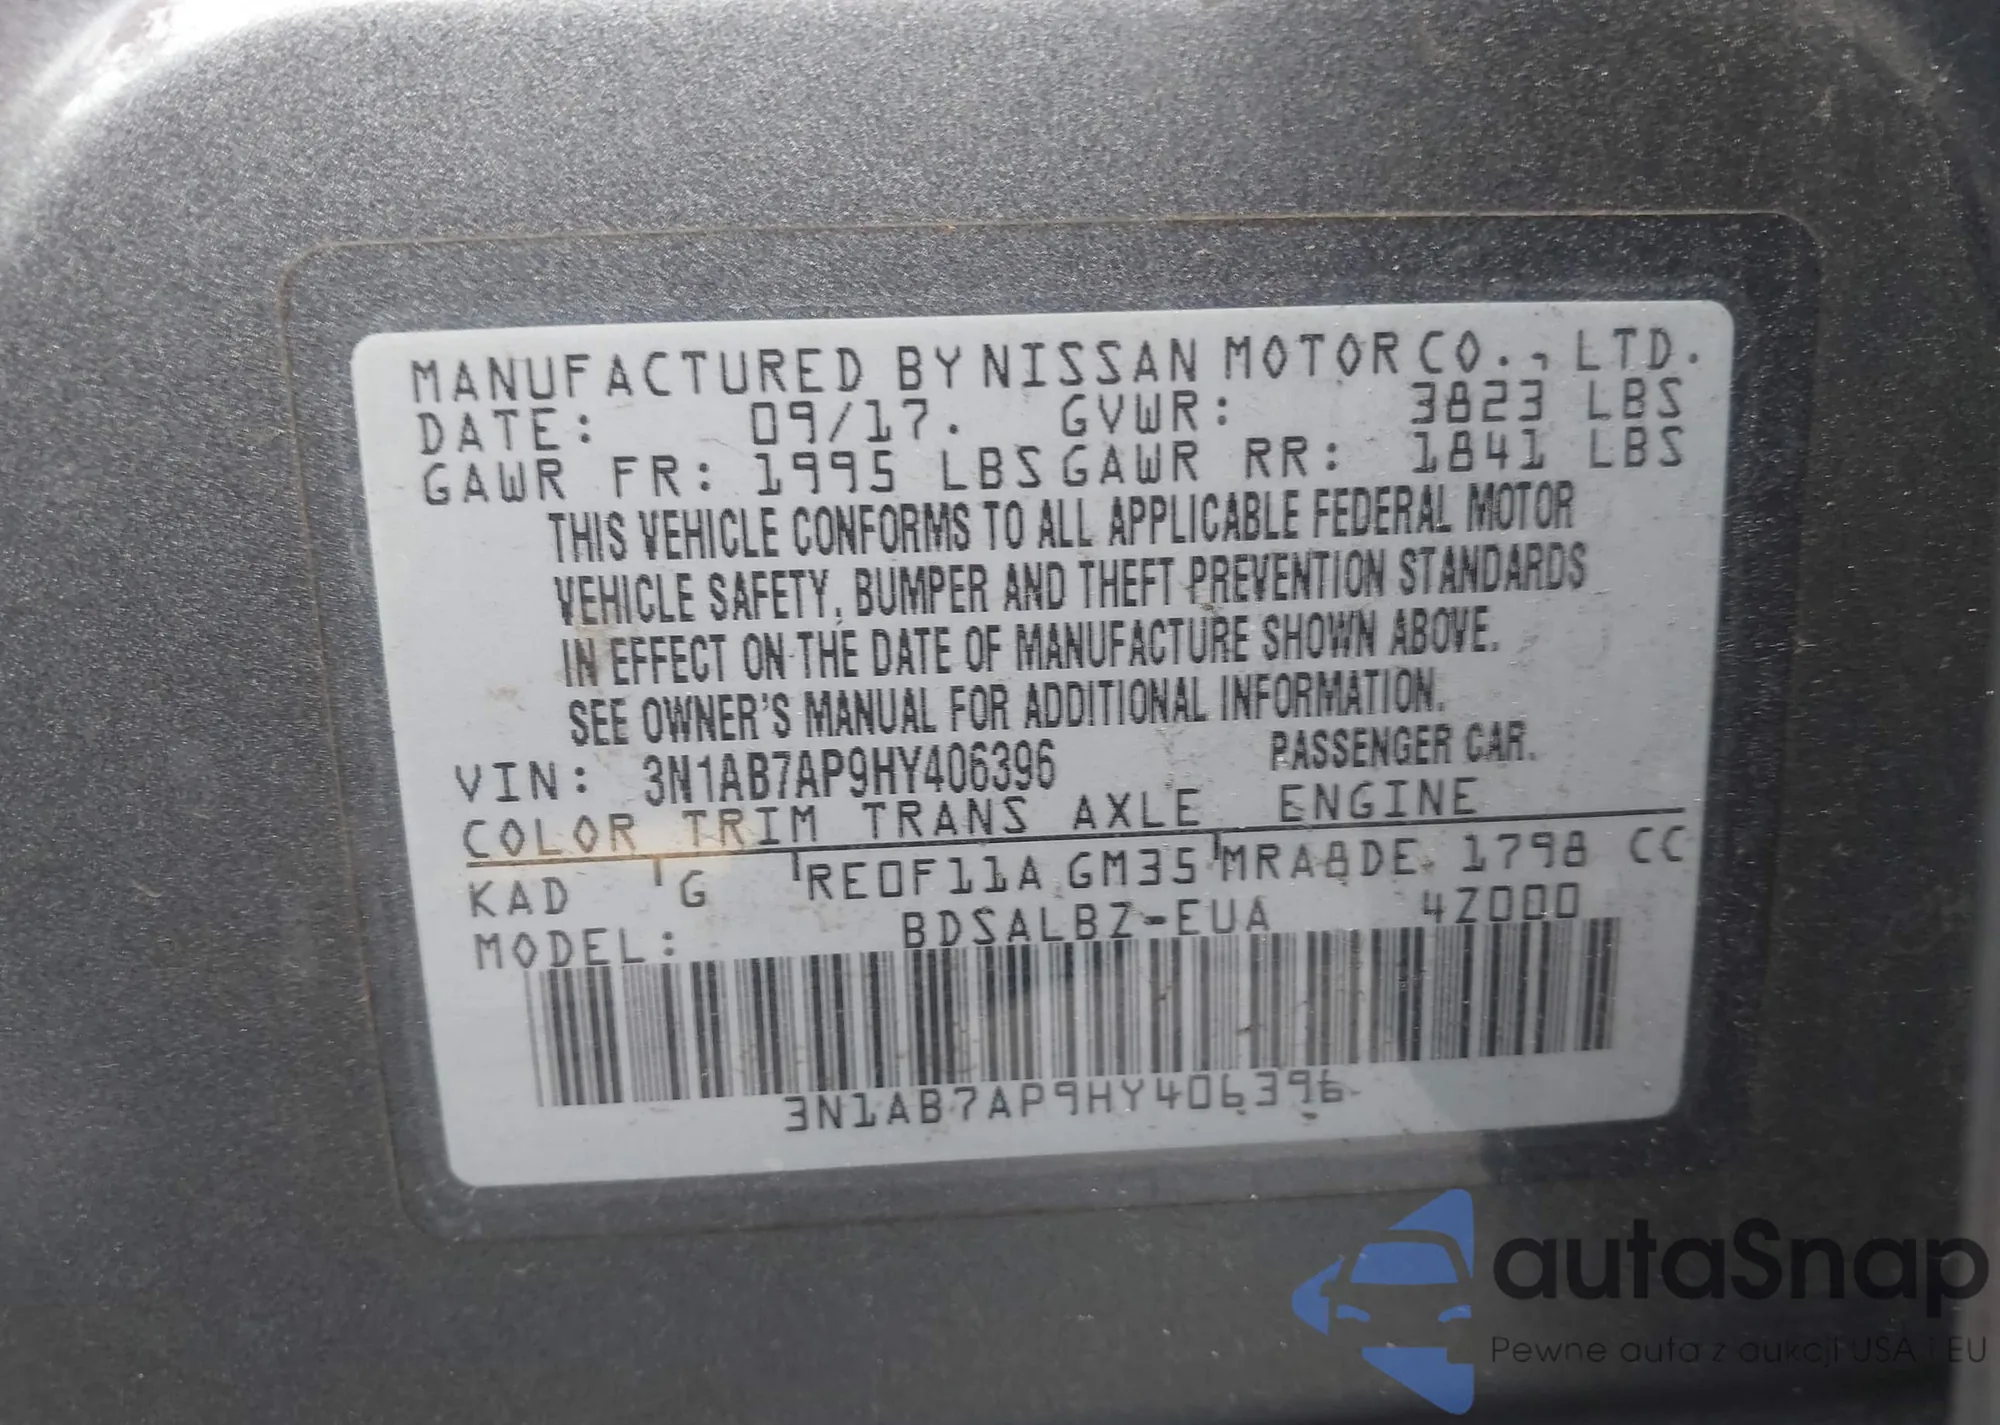 MANUFACTURED BY NISSAN MOTOR CO., LTD.
DATE: 09/17. GVWR: 3823 LBS
GAWR FR: 1995 LBS GAWR RR: 1841 LBS
THIS VEHICLE CONFORMS TO ALL APPLICABLE FEDERAL MOTOR
VEHICLE SAFETY, BUMPER AND THEFT PREVENTION STANDARDS
IN EFFECT ON THE DATE OF MANUFACTURE SHOWN ABOVE.
SEE OWNER'S MANUAL FOR ADDITIONAL INFORMATION.
VIN: 3N1AB7AP9HY406396 PASSENGER CAR.
COLOR TRIM TRANS AXLE ENGINE
KAD G RE0F11A GM35 MRA8DE 1798 CC
MODEL: BDSALBZ-EUA 4Z000
3N1AB7AP9HY406396
autaSnap
Pewne auta z aukcji USA i EU